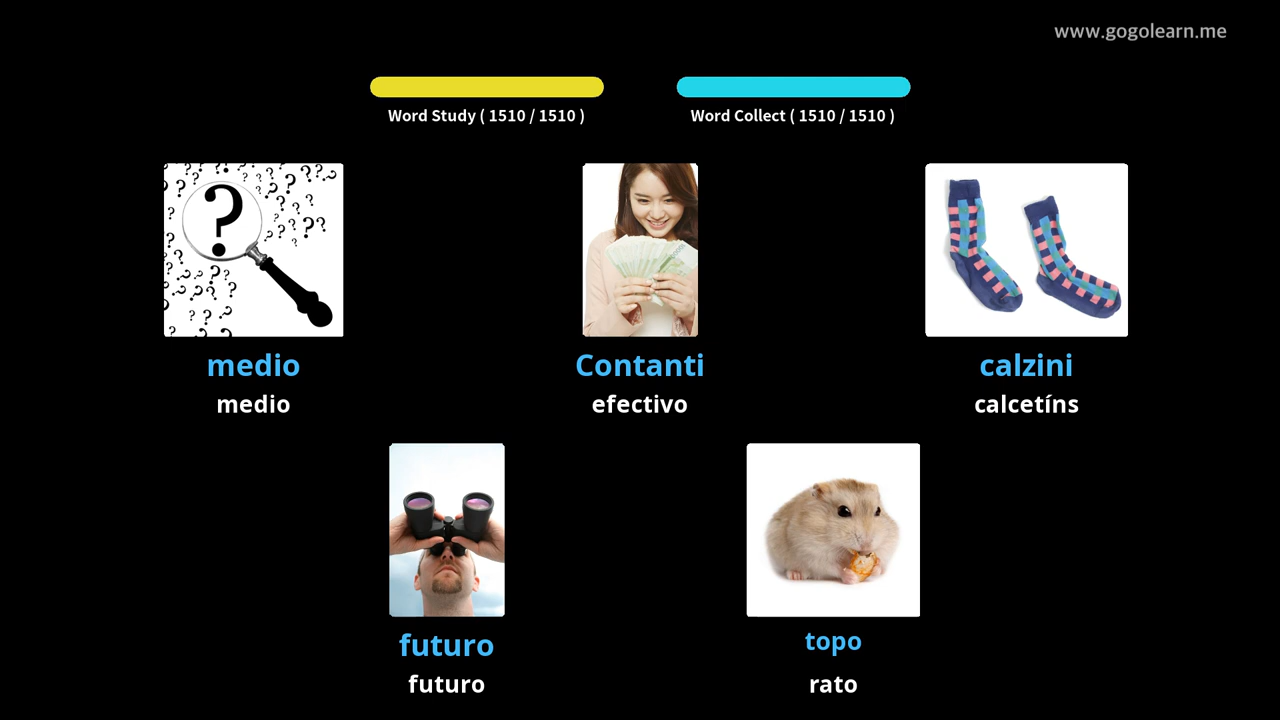 www.gogolearn.me
Word Study ( 1510 / 1510 )
Word Collect ( 1510 / 1510 )
medio
medio
Contanti
efectivo
calzini
calcetíns
futuro
futuro
topo
rato